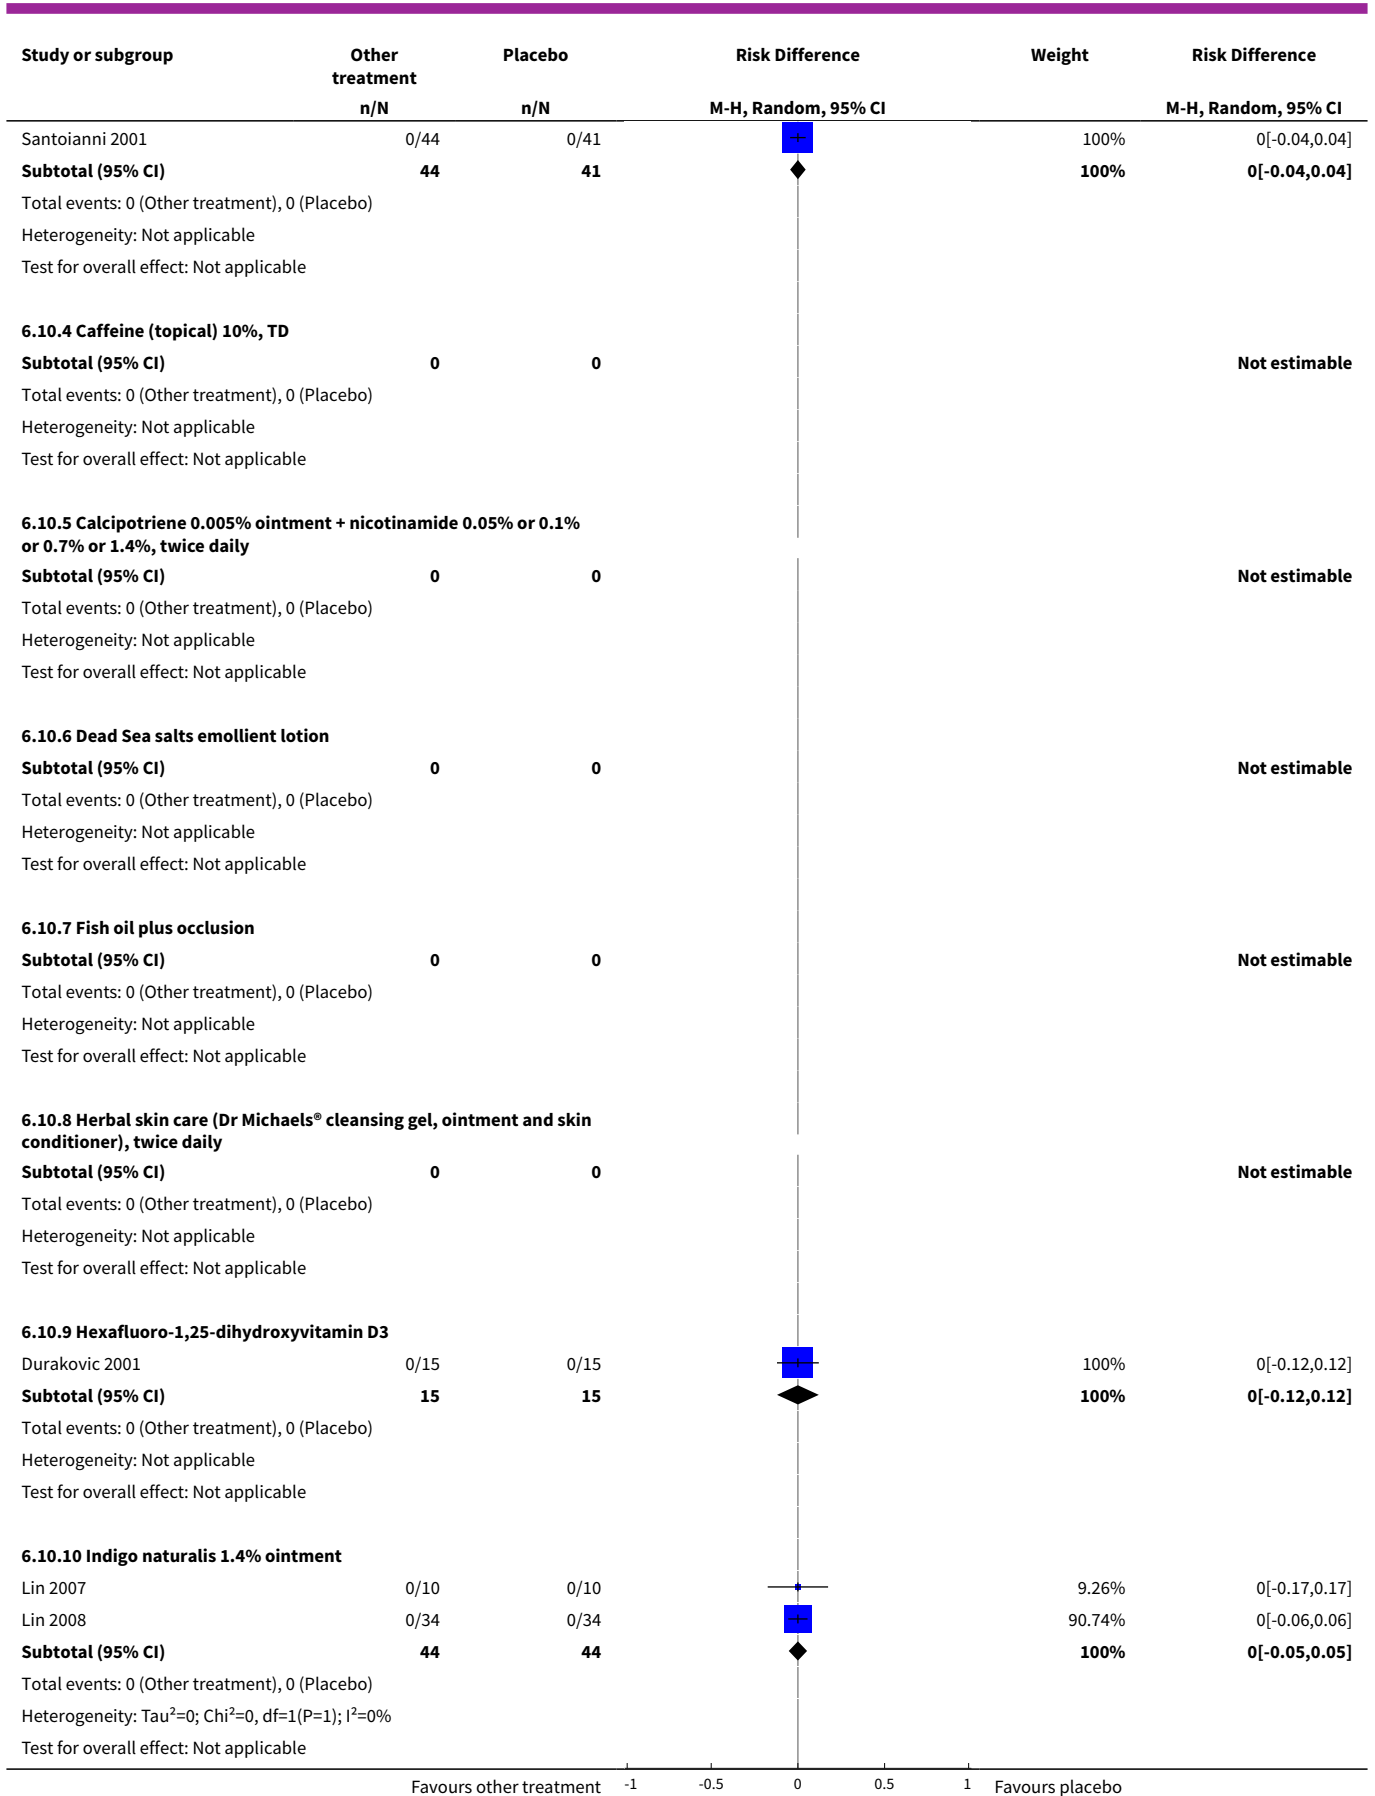 Study or subgroup Other treatment Placebo Risk Difference Weight Risk Difference
n/N n/N M-H, Random, 95% CI M-H, Random, 95% CI
Santoianni 2001 0/44 0/41 100% 0[-0.04,0.04]
Subtotal (95% CI) 44 41 100% 0[-0.04,0.04]
Total events: 0 (Other treatment), 0 (Placebo)
Heterogeneity: Not applicable
Test for overall effect: Not applicable
6.10.4 Caffeine (topical) 10%, TD
Subtotal (95% CI) 0 0 Not estimable
Total events: 0 (Other treatment), 0 (Placebo)
Heterogeneity: Not applicable
Test for overall effect: Not applicable
6.10.5 Calcipotriene 0.005% ointment + nicotinamide 0.05% or 0.1%
or 0.7% or 1.4%, twice daily
Subtotal (95% CI) 0 0 Not estimable
Total events: 0 (Other treatment), 0 (Placebo)
Heterogeneity: Not applicable
Test for overall effect: Not applicable
6.10.6 Dead Sea salts emollient lotion
Subtotal (95% CI) 0 0 Not estimable
Total events: 0 (Other treatment), 0 (Placebo)
Heterogeneity: Not applicable
Test for overall effect: Not applicable
6.10.7 Fish oil plus occlusion
Subtotal (95% CI) 0 0 Not estimable
Total events: 0 (Other treatment), 0 (Placebo)
Heterogeneity: Not applicable
Test for overall effect: Not applicable
6.10.8 Herbal skin care (Dr Michaels® cleansing gel, ointment and skin
conditioner), twice daily
Subtotal (95% CI) 0 0 Not estimable
Total events: 0 (Other treatment), 0 (Placebo)
Heterogeneity: Not applicable
Test for overall effect: Not applicable
6.10.9 Hexafluoro-1,25-dihydroxyvitamin D3
Durakovic 2001 0/15 0/15 100% 0[-0.12,0.12]
Subtotal (95% CI) 15 15 100% 0[-0.12,0.12]
Total events: 0 (Other treatment), 0 (Placebo)
Heterogeneity: Not applicable
Test for overall effect: Not applicable
6.10.10 Indigo naturalis 1.4% ointment
Lin 2007 0/10 0/10 9.26% 0[-0.17,0.17]
Lin 2008 0/34 0/34 90.74% 0[-0.06,0.06]
Subtotal (95% CI) 44 44 100% 0[-0.05,0.05]
Total events: 0 (Other treatment), 0 (Placebo)
Heterogeneity: Tau²=0; Chi²=0, df=1(P=1); I²=0%
Test for overall effect: Not applicable
Favours other treatment -1 -0.5 0 0.5 1 Favours placebo